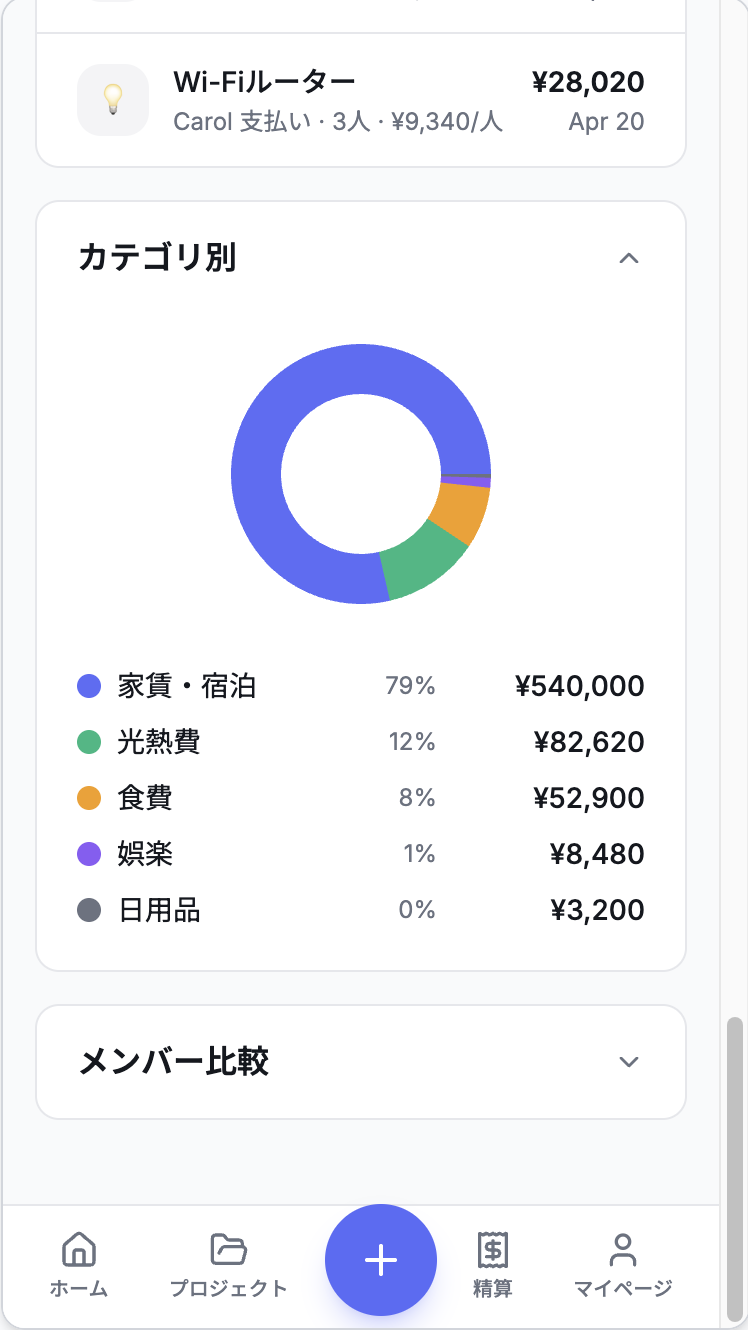 Wi-Fiルーター ¥28,020
Carol 支払い · 3人 · ¥9,340/人 Apr 20
カテゴリ別
家賃・宿泊 79% ¥540,000
光熱費 12% ¥82,620
食費 8% ¥52,900
娯楽 1% ¥8,480
日用品 0% ¥3,200
メンバー比較
ホーム プロジェクト 精算 マイページ